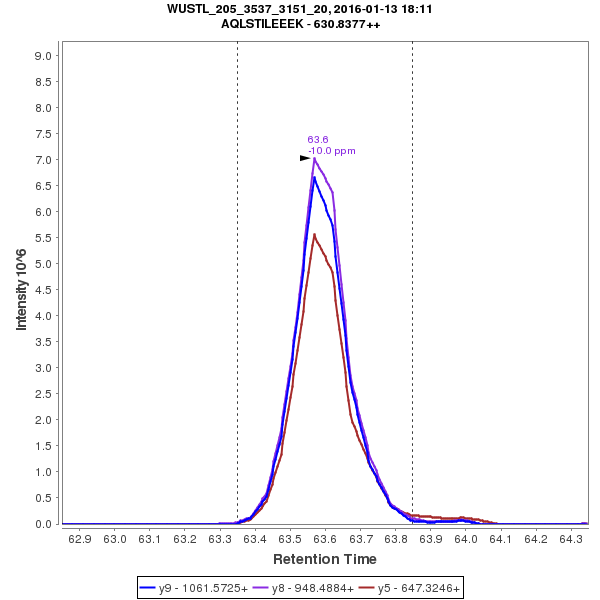 WUSTL_205_3537_3151_20, 2016-01-13 18:11
AQLSTILEEEK - 630.8377++
Intensity 10^6
9.0
8.5
8.0
7.5
7.0
6.5
6.0
5.5
5.0
4.5
4.0
3.5
3.0
2.5
2.0
1.5
1.0
0.5
0.0
63.6
-10.0 ppm
62.9 63.0 63.1 63.2 63.3 63.4 63.5 63.6 63.7 63.8 63.9 64.0 64.1 64.2 64.3
Retention Time
y9 - 1061.5725+ y8 - 948.4884+ y5 - 647.3246+